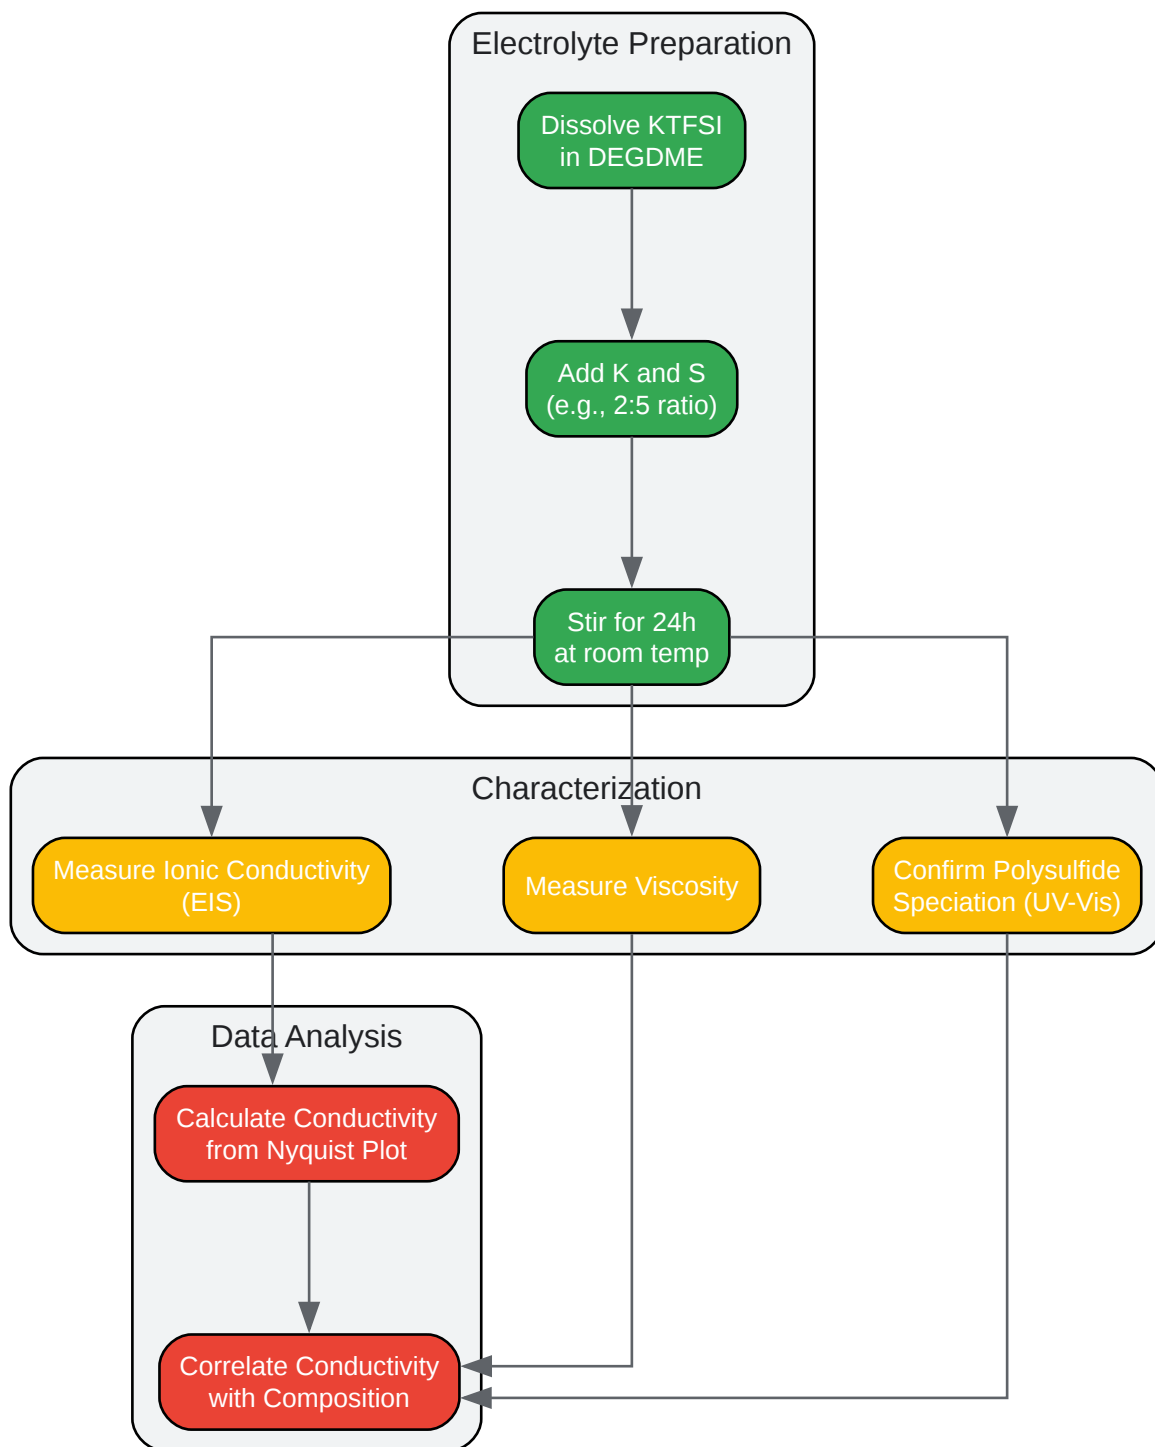 Electrolyte Preparation
Dissolve KTFSI
in DEGDME
Add K and S
(e.g., 2:5 ratio)
Stir for 24h
at room temp
Characterization
Measure Ionic Conductivity
(EIS)
Measure Viscosity
Confirm Polysulfide
Speciation (UV-Vis)
Data Analysis
Calculate Conductivity
from Nyquist Plot
Correlate Conductivity
with Composition